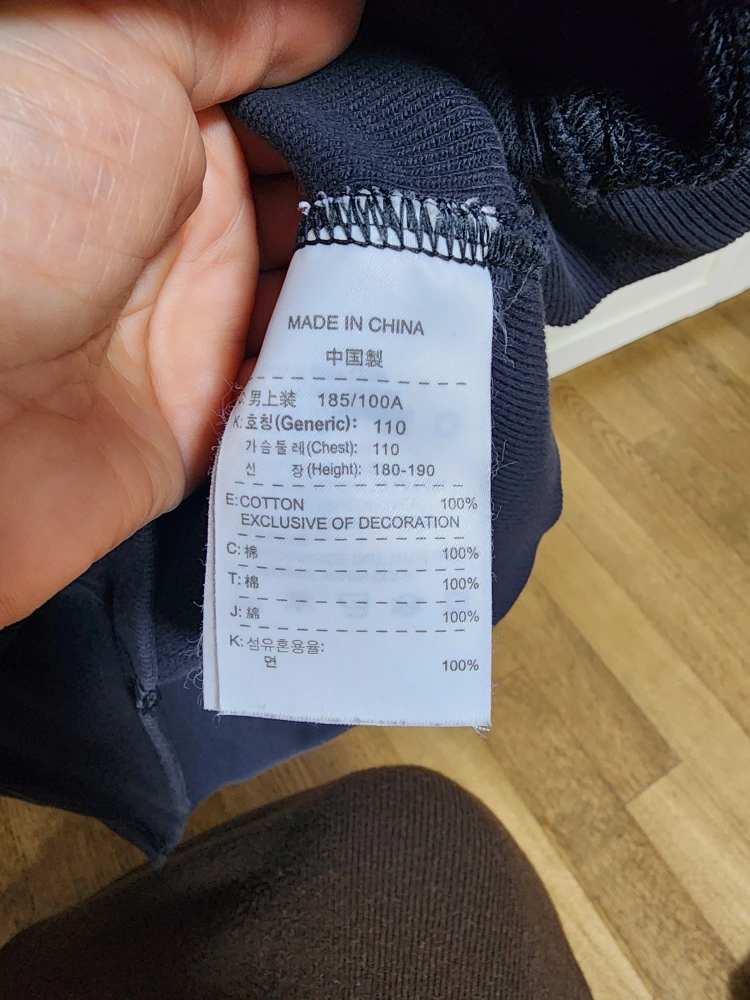 MADE IN CHINA
中国製
C:男上装 185/100A
K:호칭(Generic): 110
가슴둘레(Chest): 110
신 장(Height): 180-190
E:COTTON 100%
EXCLUSIVE OF DECORATION
C:棉 100%
T:棉 100%
J:綿 100%
K:섬유혼용율:
면 100%